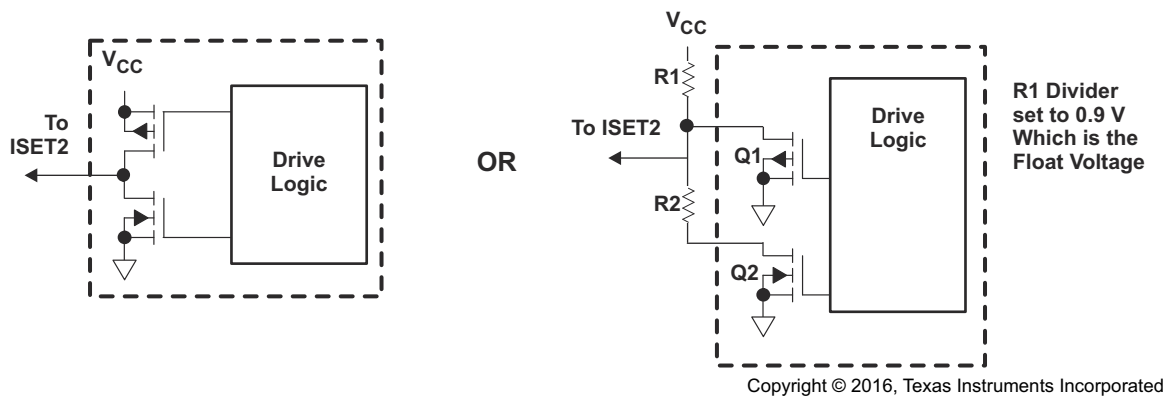 VCC
To
ISET2
Drive
Logic
OR
VCC
R1
To ISET2
Q1
R2
Q2
Drive
Logic
R1 Divider
set to 0.9 V
Which is the
Float Voltage
Copyright © 2016, Texas Instruments Incorporated